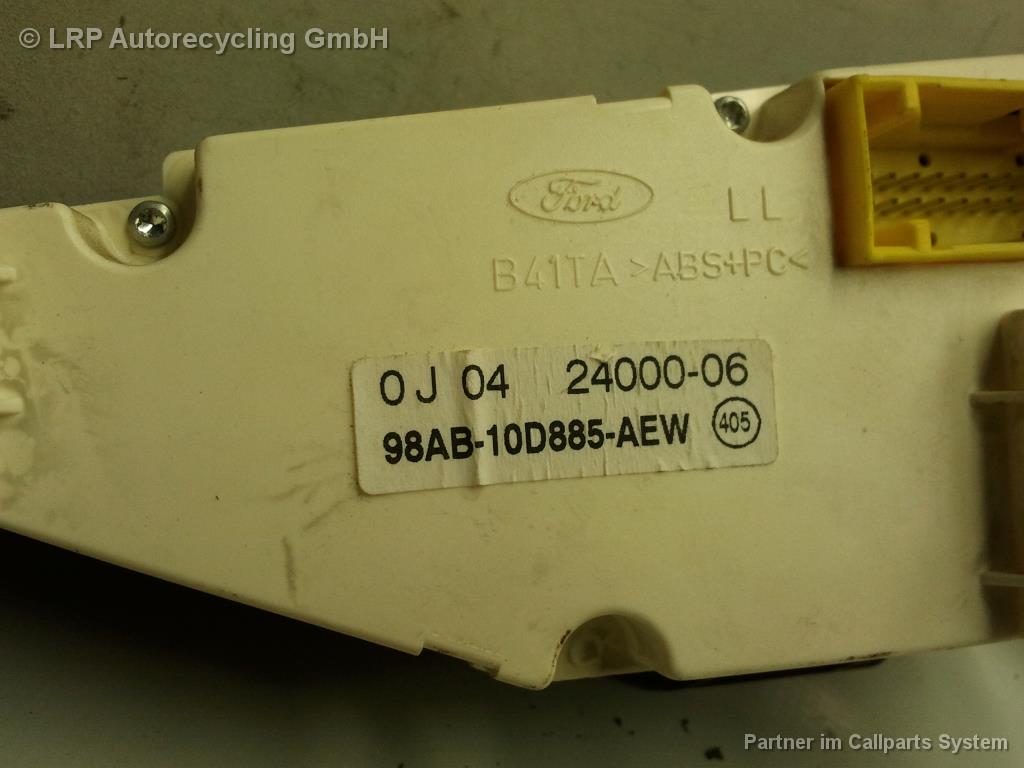 © LRP Autorecycling GmbH
Ford LL
B41TA >ABS+PC<
0 J 04 24000-06
98AB-10D885-AEW 405
Partner im Callparts System